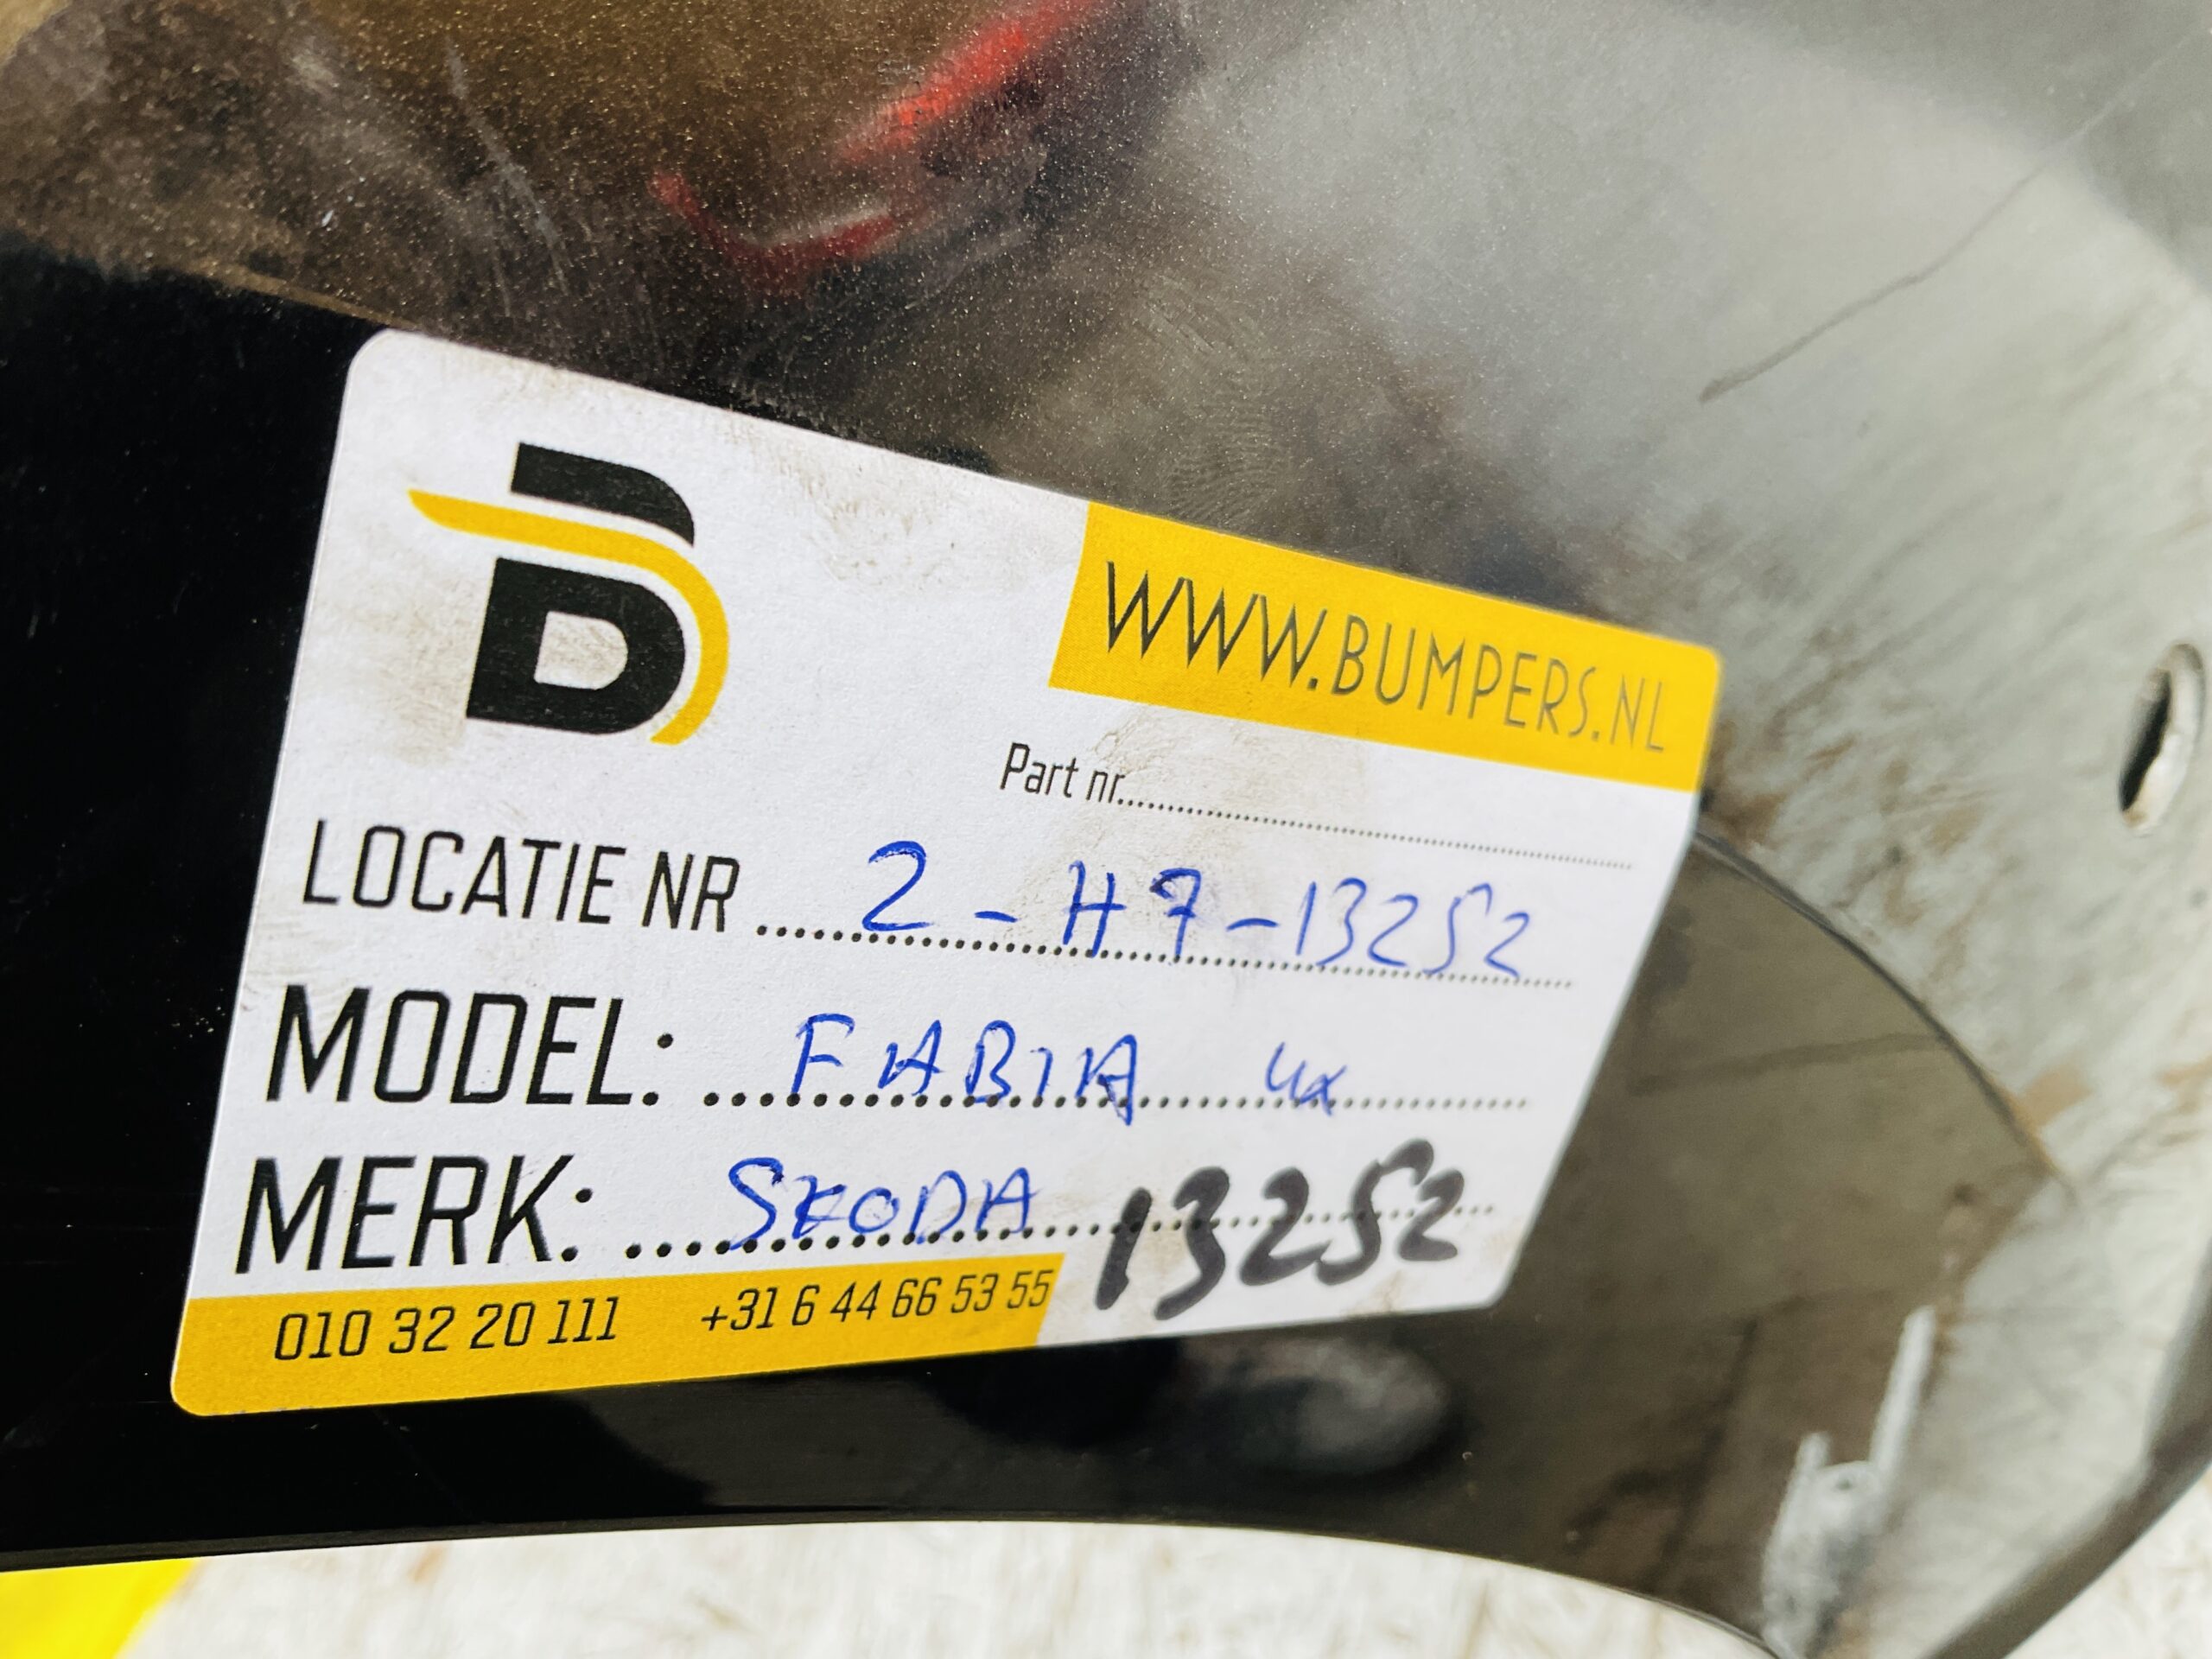 B
WWW.BUMPERS.NL
Part nr..........
LOCATIE NR .... 2 - H7 - 13252
MODEL: .... FABIA 4x
MERK: .... SKODA 13252
010 32 20 111 +31 6 44 66 53 55